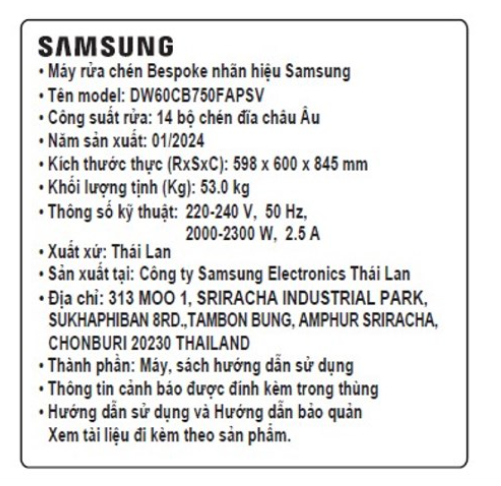 SAMSUNG
• Máy rửa chén Bespoke nhãn hiệu Samsung
• Tên model: DW60CB750FAPSV
• Công suất rửa: 14 bộ chén đĩa châu Âu
• Năm sản xuất: 01/2024
• Kích thước thực (RxSxC): 598 x 600 x 845 mm
• Khối lượng tịnh (Kg): 53.0 kg
• Thông số kỹ thuật: 220-240 V, 50 Hz,
2000-2300 W, 2.5 A
• Xuất xứ: Thái Lan
• Sản xuất tại: Công ty Samsung Electronics Thái Lan
• Địa chỉ: 313 MOO 1, SRIRACHA INDUSTRIAL PARK,
SUKHAPHIBAN 8RD.,TAMBON BUNG, AMPHUR SRIRACHA,
CHONBURI 20230 THAILAND
• Thành phần: Máy, sách hướng dẫn sử dụng
• Thông tin cảnh báo được đính kèm trong thùng
• Hướng dẫn sử dụng và Hướng dẫn bảo quản
Xem tài liệu đi kèm theo sản phẩm.